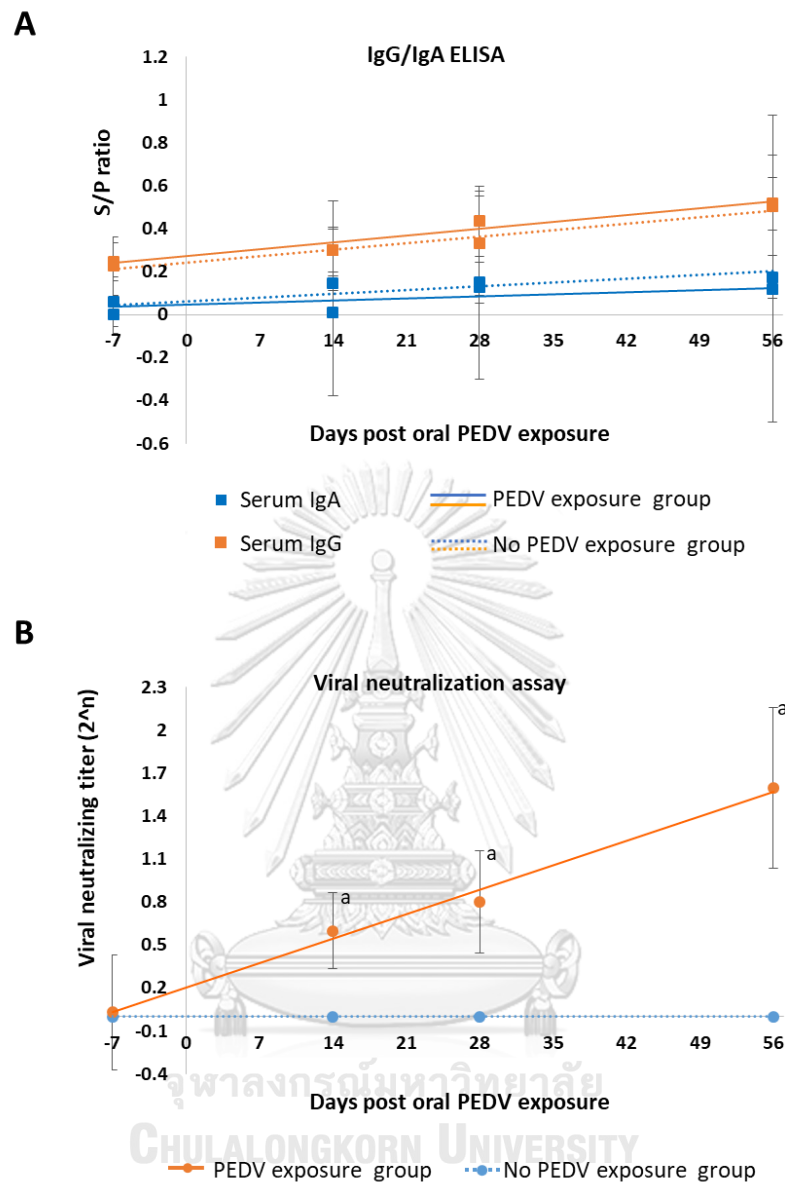 A
IgG/IgA ELISA
1.2
1
0.8
0.6
0.4
0.2
0
-0.2
-0.4
-0.6
S/P ratio
-7 0 7 14 21 28 35 42 49 56
Days post oral PEDV exposure
Serum IgA PEDV exposure group
Serum IgG No PEDV exposure group
B
Viral neutralization assay
2.3
2
1.7
1.4
1.1
0.8
0.5
0.2
-0.1
-0.4
Viral neutralizing titer (2^n)
a
a
a
-7 0 7 14 21 28 35 42 49 56
จุฬาลงกรณ์มหาวิทยาลัย
Days post oral PEDV exposure
CHULALONGKORN UNIVERSITY
PEDV exposure group No PEDV exposure group